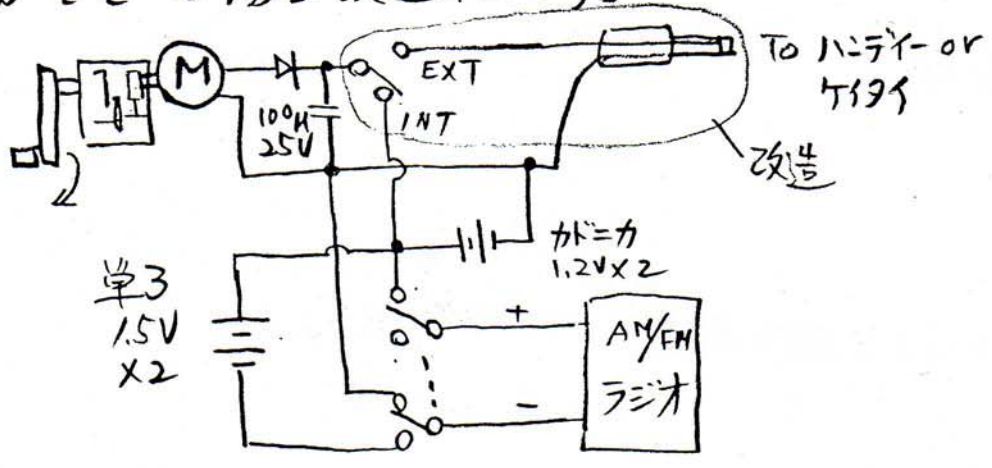 M
EXT
INT
100μ
25V
To ハンディー or
ケイタイ
改造
単3
1.5V
×2
カドニカ
1.2V×2
+
-
AM/FM
ラジオ